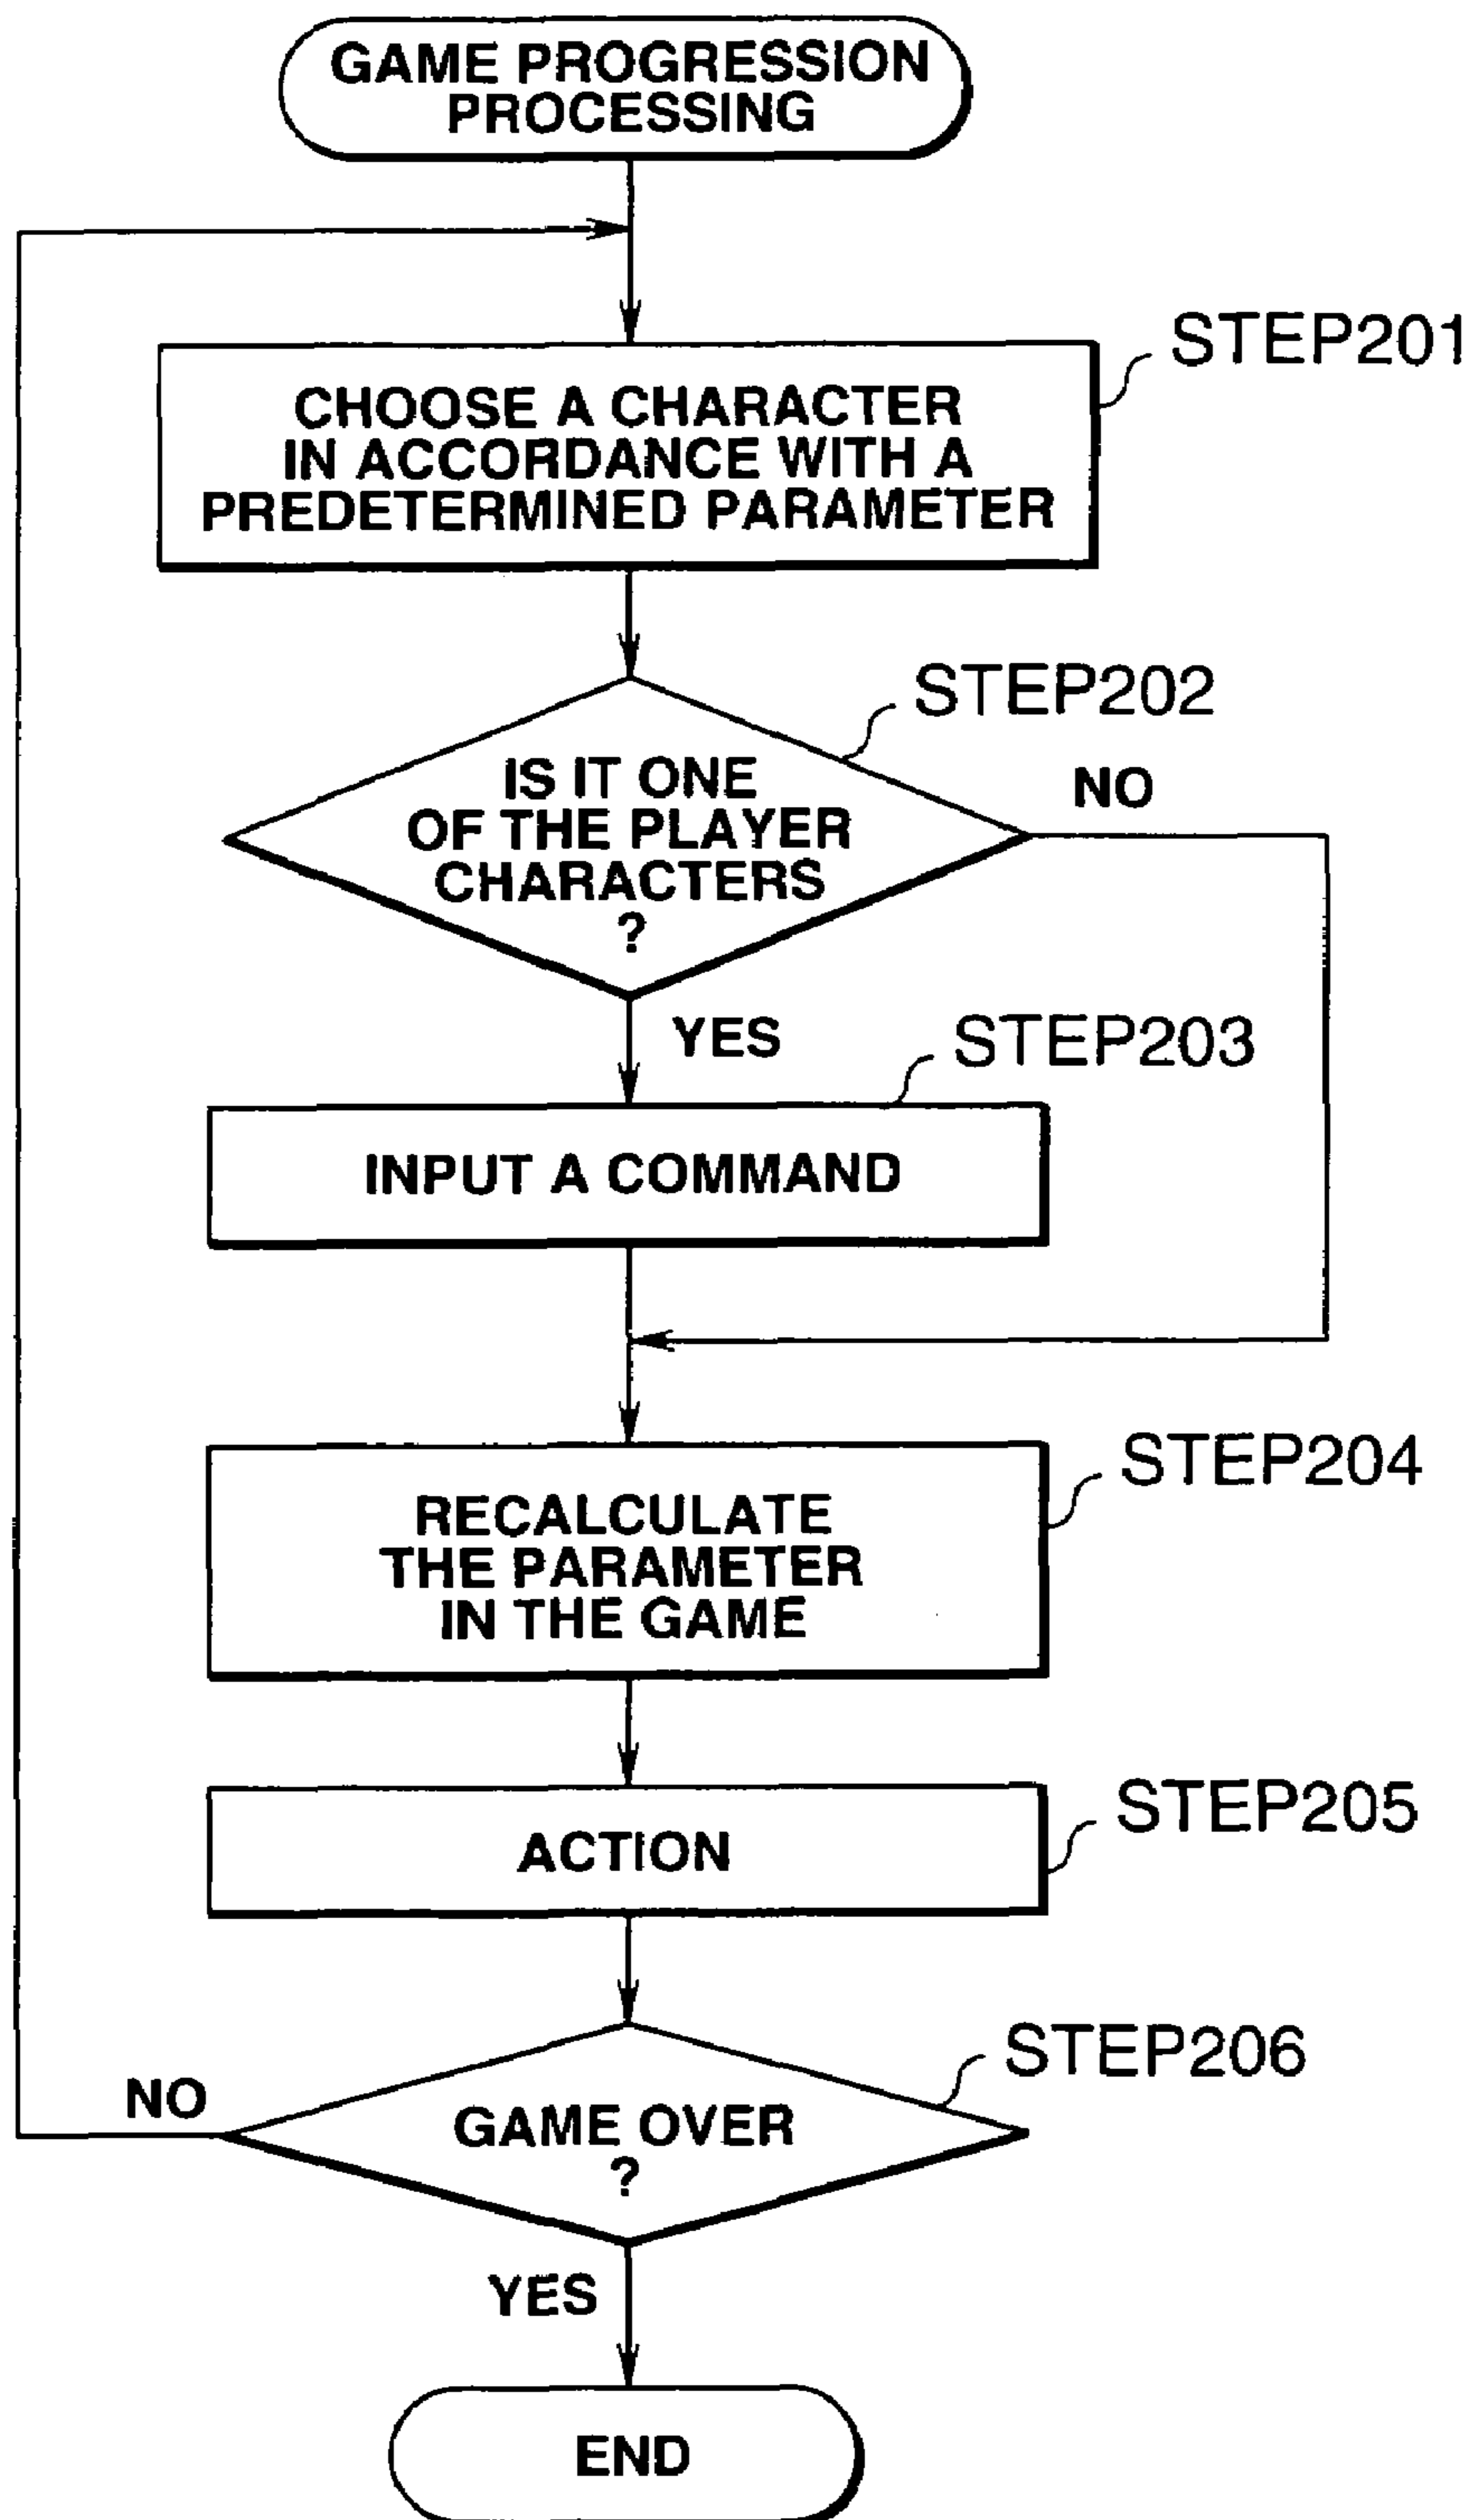 GAME PROGRESSION
PROCESSING
STEP201
CHOOSE A CHARACTER
IN ACCORDANCE WITH A
PREDETERMINED PARAMETER
STEP202
IS IT ONE
OF THE PLAYER
CHARACTERS
?
NO
YES
STEP203
INPUT A COMMAND
STEP204
RECALCULATE
THE PARAMETER
IN THE GAME
STEP205
ACTION
STEP206
NO
GAME OVER
?
YES
END